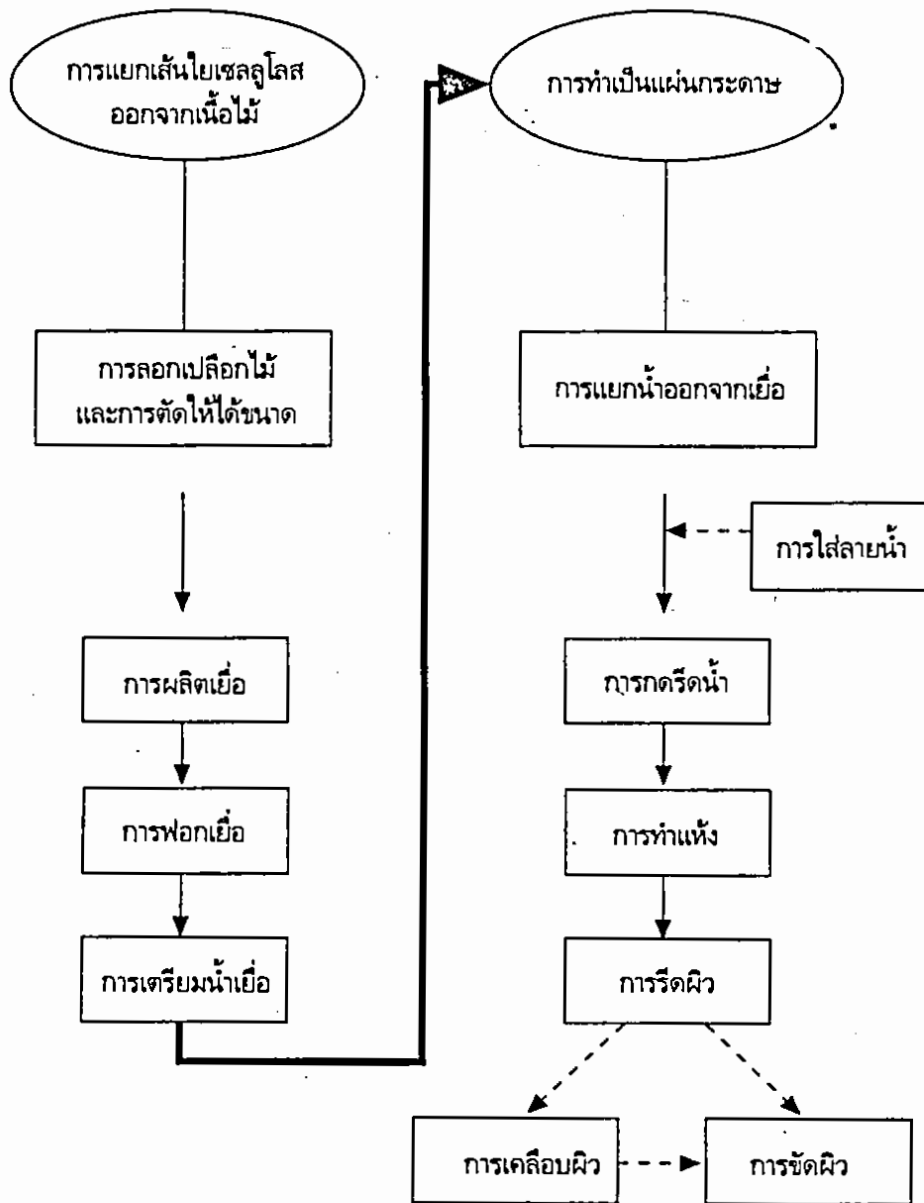 การแยกเส้นใยเซลลูโลส
ออกจากเนื้อไม้
การลอกเปลือกไม้
และการตัดให้ได้ขนาด
การผลิตเยื่อ
การฟอกเยื่อ
การเตรียมน้ำเยื่อ
การทำเป็นแผ่นกระดาษ
การแยกน้ำออกจากเยื่อ
การใส่ลายน้ำ
การกดรีดน้ำ
การทำแห้ง
การรีดผิว
การเคลือบผิว
การขัดผิว